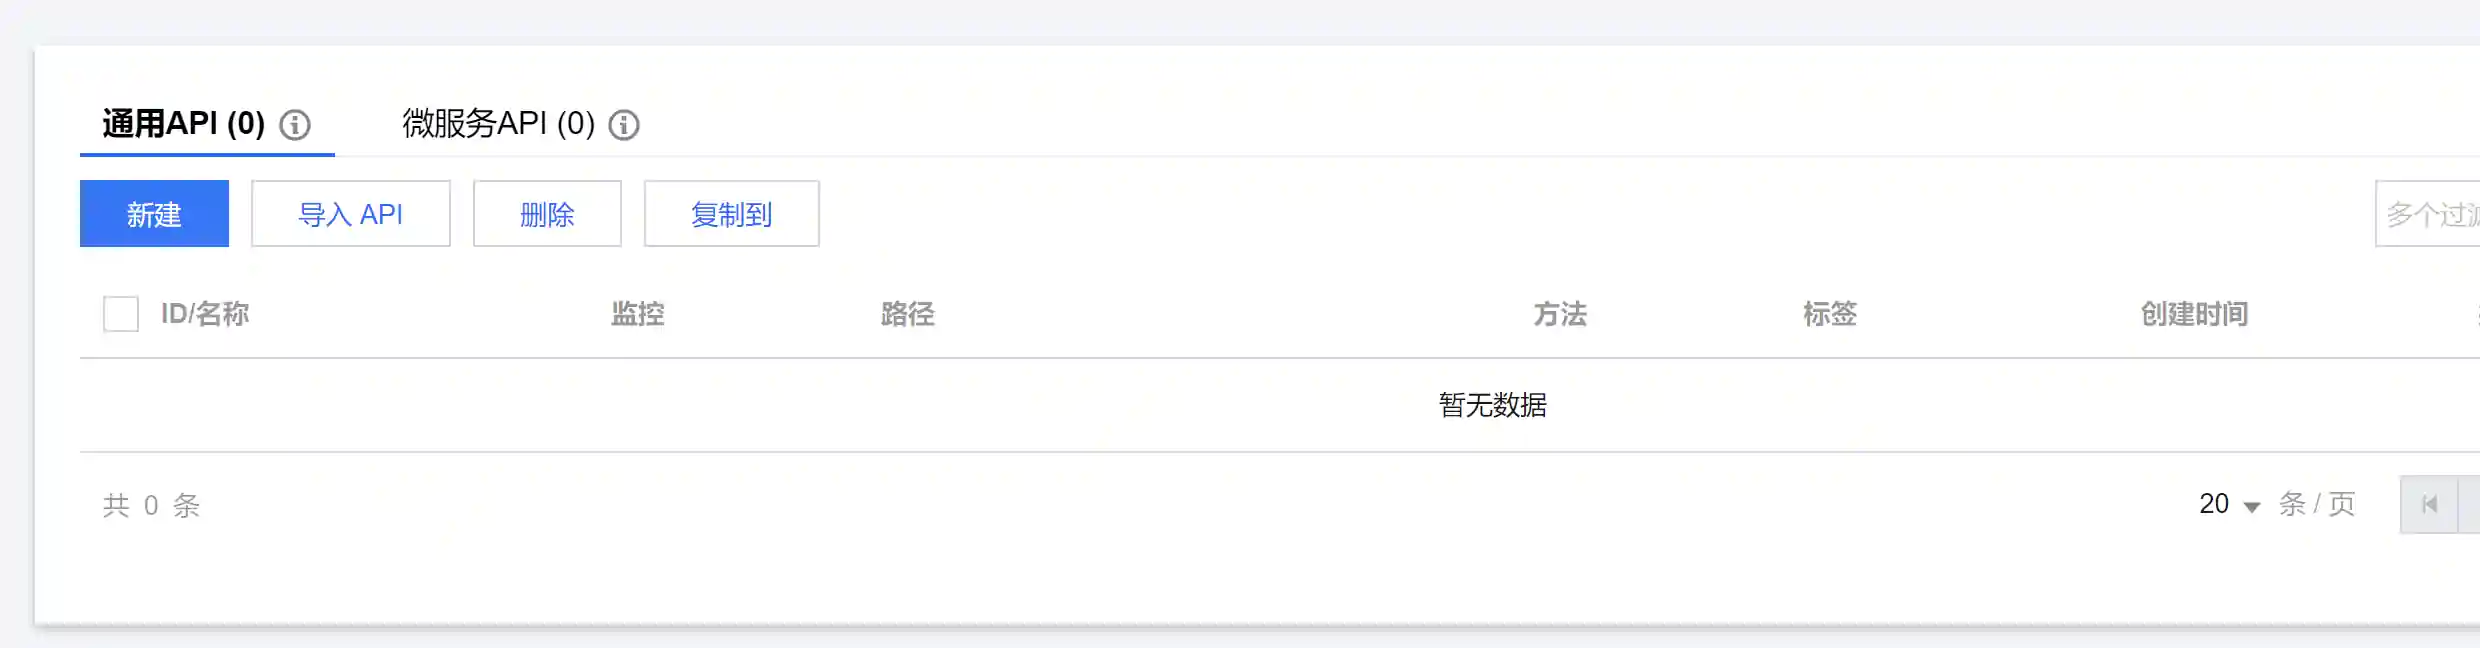 通用API (0) 微服务API (0)
新建 导入 API 删除 复制到 多个过
ID/名称 监控 路径 方法 标签 创建时间
暂无数据
共 0 条 20 条 / 页